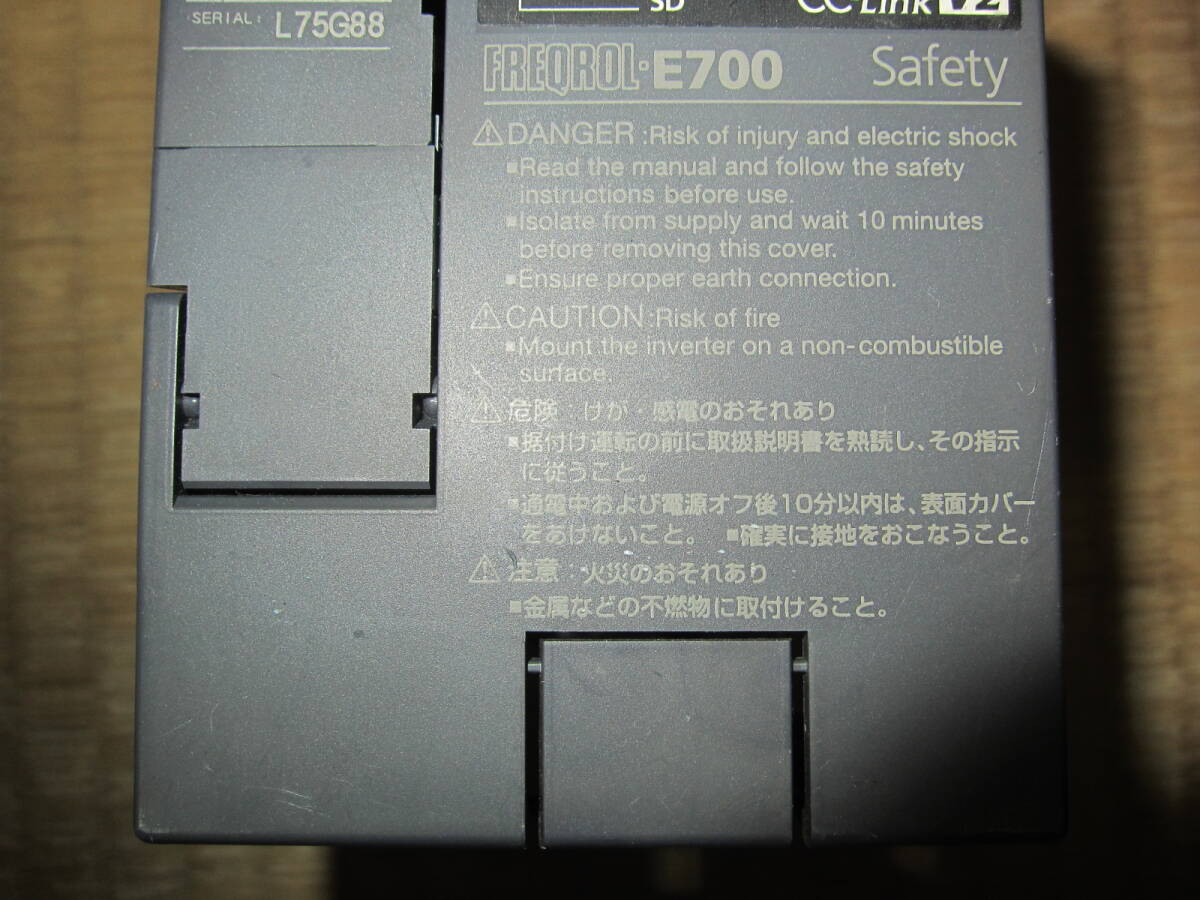 SERIAL: L75G88
SD
CC-Link V2
FREQROL-E700 Safety
⚠DANGER :Risk of injury and electric shock
▪Read the manual and follow the safety
instructions before use.
▪Isolate from supply and wait 10 minutes
before removing this cover.
▪Ensure proper earth connection.
⚠CAUTION:Risk of fire
▪Mount the inverter on a non-combustible
surface.
⚠危険：けが・感電のおそれあり
▪据付け運転の前に取扱説明書を熟読し、その指示
に従うこと。
▪通電中および電源オフ後10分以内は、表面カバー
をあけないこと。 ▪確実に接地をおこなうこと。
⚠注意：火災のおそれあり
▪金属などの不燃物に取付けること。